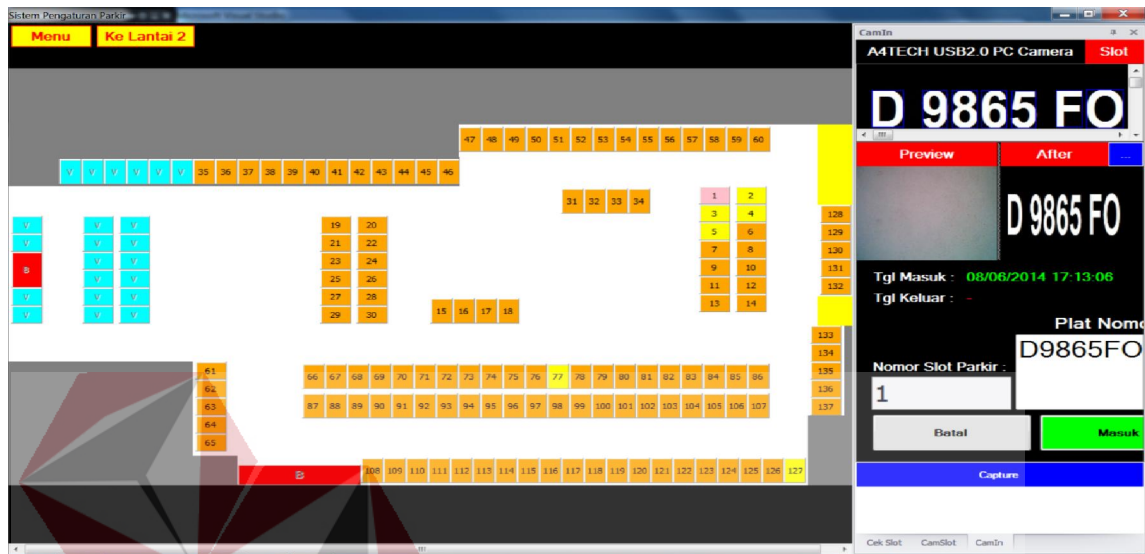 Sistem Pengaturan Parkir
Menu Ke Lantai 2
47 48 49 50 51 52 53 54 55 56 57 58 59 60
V V V V V V 35 36 37 38 39 40 41 42 43 44 45 46
31 32 33 34
1 2
3 4
5 6
7 8
9 10
11 12
13 14
128
129
130
131
132
V V V
V V V
B V V
V V
V V V
V V V
19 20
21 22
23 24
25 26
27 28
29 30
15 16 17 18
133
134
135
136
137
61
62
63
64
65
66 67 68 69 70 71 72 73 74 75 76 77 78 79 80 81 82 83 84 85 86
87 88 89 90 91 92 93 94 95 96 97 98 99 100 101 102 103 104 105 106 107
B
108 109 110 111 112 113 114 115 116 117 118 119 120 121 122 123 124 125 126 127
CamIn
A4TECH USB2.0 PC Camera Slot
D 9865 FO
Preview After ...
D 9865 FO
Tgl Masuk : 08/06/2014 17:13:06
Tgl Keluar : -
Plat Nomo
D9865FO
Nomor Slot Parkir :
1
Batal Masuk
Capture
Cek Slot CamSlot CamIn